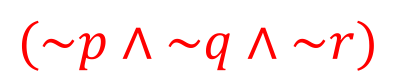 (~p ∧ ~q ∧ ~r)